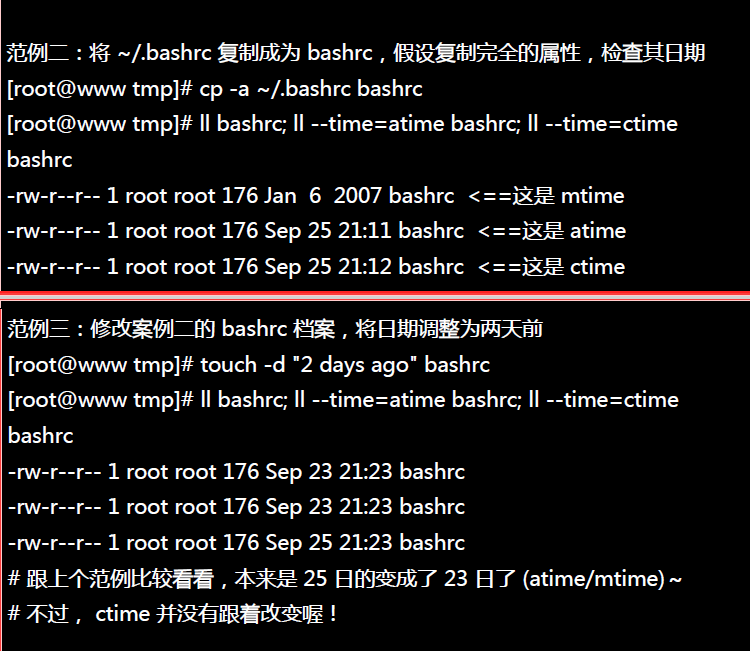 范例二：将 ~/.bashrc 复制成为 bashrc，假设复制完全的属性，检查其日期
[root@www tmp]# cp -a ~/.bashrc bashrc
[root@www tmp]# ll bashrc; ll --time=atime bashrc; ll --time=ctime
bashrc
-rw-r--r-- 1 root root 176 Jan  6  2007 bashrc  <==这是 mtime
-rw-r--r-- 1 root root 176 Sep 25 21:11 bashrc  <==这是 atime
-rw-r--r-- 1 root root 176 Sep 25 21:12 bashrc  <==这是 ctime
范例三：修改案例二的 bashrc 档案，将日期调整为两天前
[root@www tmp]# touch -d "2 days ago" bashrc
[root@www tmp]# ll bashrc; ll --time=atime bashrc; ll --time=ctime
bashrc
-rw-r--r-- 1 root root 176 Sep 23 21:23 bashrc
-rw-r--r-- 1 root root 176 Sep 23 21:23 bashrc
-rw-r--r-- 1 root root 176 Sep 25 21:23 bashrc
# 跟上个范例比较看看，本来是 25 日的变成了 23 日了 (atime/mtime)～
# 不过， ctime 并没有跟着改变喔！